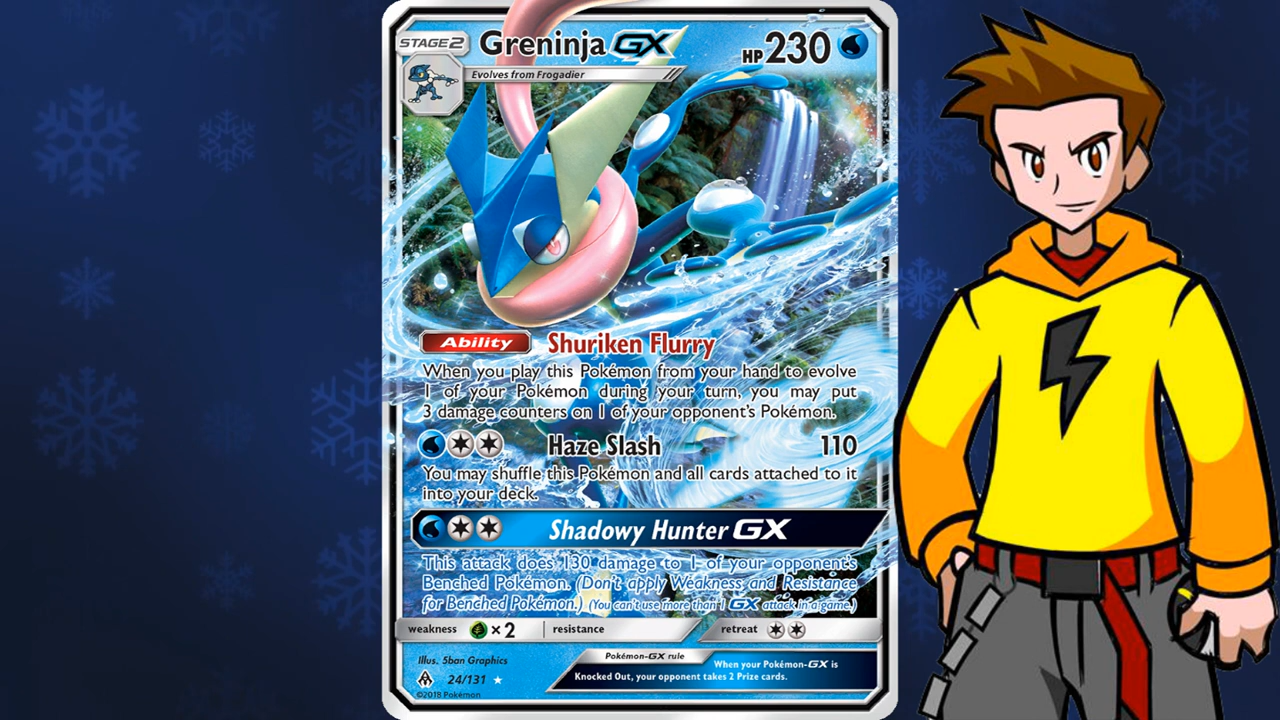 STAGE2 Greninja GX HP 230
Evolves from Frogadier
Ability Shuriken Flurry
When you play this Pokémon from your hand to evolve
1 of your Pokémon during your turn, you may put
3 damage counters on 1 of your opponent's Pokémon.
Haze Slash 110
You may shuffle this Pokémon and all cards attached to it
into your deck.
Shadowy Hunter GX
This attack does 130 damage to 1 of your opponent's
Benched Pokémon. (Don't apply Weakness and Resistance
for Benched Pokémon.) (You can't use more than 1 GX attack in a game.)
weakness ×2 resistance retreat
Illus. 5ban Graphics
24/131
©2018 Pokémon
Pokémon-GX rule
When your Pokémon-GX is
Knocked Out, your opponent takes 2 Prize cards.